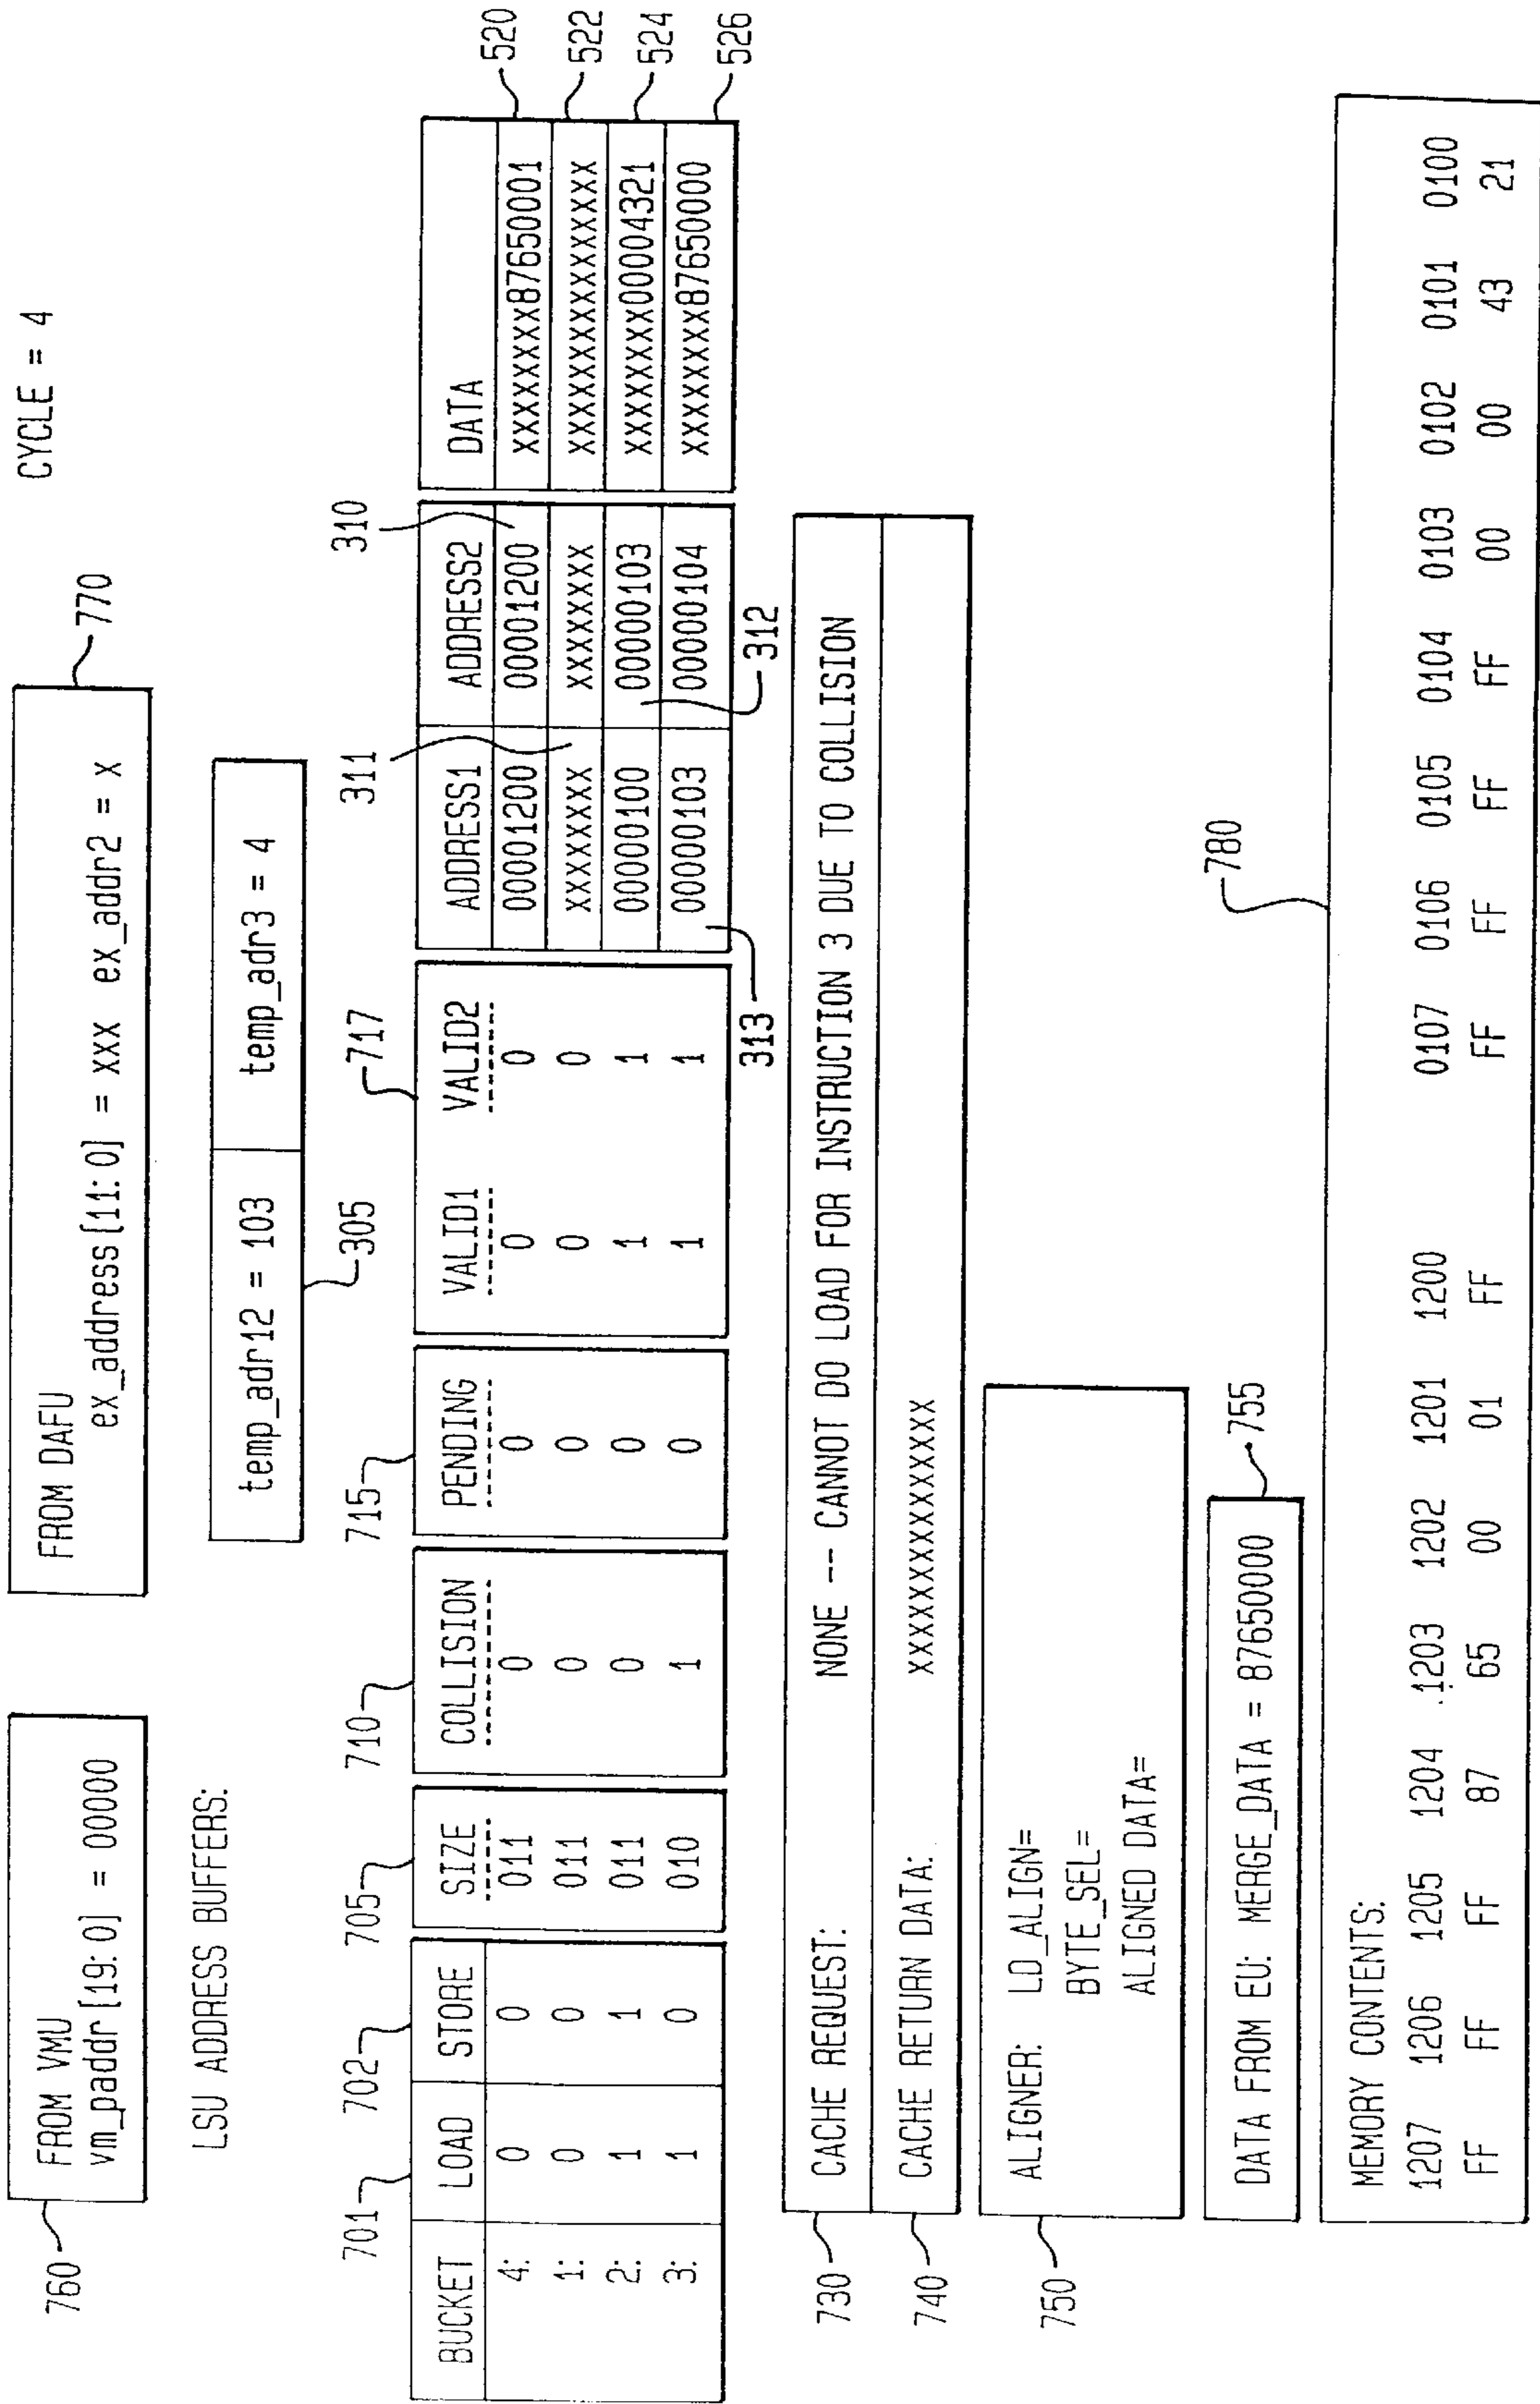 CYCLE = 4
FROM VMU
vm_paddr [19:0] = 00000
760
FROM DAFU
ex_address [11:0] = XXX ex_addr2 = x
770
temp_adr12 = 103 temp_adr3 = 4
305
LSU ADDRESS BUFFERS:
701 702 705 710 715 717 311 310
BUCKET LOAD STORE SIZE COLLISION PENDING VALID1 VALID2 ADDRESS1 ADDRESS2 DATA
4: 0 0 011 0 0 0 0 00001200 00001200 XXXXXXX87650001 520
1: 0 0 011 0 0 0 0 XXXXXXXX XXXXXXXX XXXXXXXXXXXXXXX 522
2: 1 1 011 0 0 1 1 00000100 00000103 XXXXXXX00004321 524
3: 1 0 010 1 0 1 1 00000103 00000104 XXXXXXX87650000 526
313 312
730 CACHE REQUEST: NONE -- CANNOT DO LOAD FOR INSTRUCTION 3 DUE TO COLLISION
740 CACHE RETURN DATA: XXXXXXXXXXXXXXXX
750 ALIGNER: LD_ALIGN=
BYTE_SEL=
ALIGNED DATA=
DATA FROM EU: MERGE_DATA = 87650000 755
780
MEMORY CONTENTS:
1207 1206 1205 1204 1203 1202 1201 1200 0107 0106 0105 0104 0103 0102 0101 0100
FF FF FF 87 65 00 01 FF FF FF FF FF 00 00 43 21